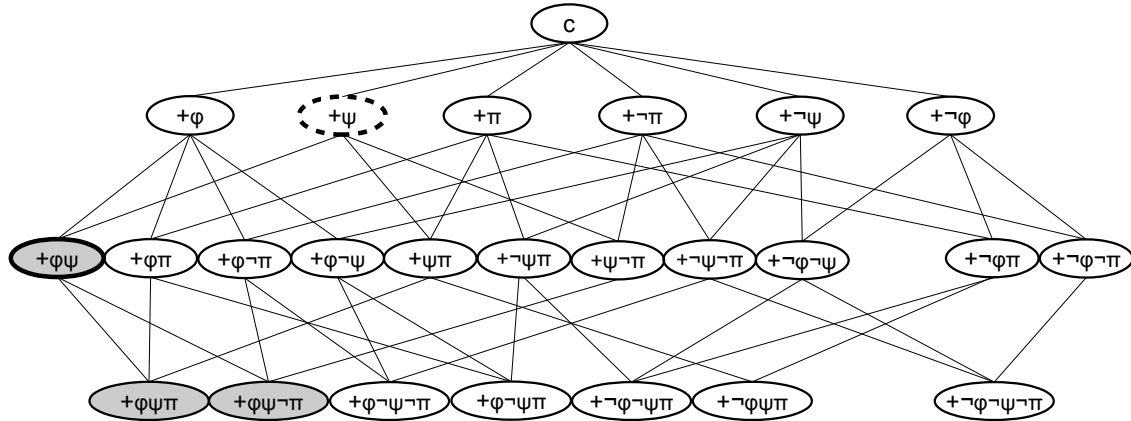 c
+φ +ψ +π +¬π +¬ψ +¬φ
+φψ +φπ +φ¬π +φ¬ψ +ψπ +¬ψπ +ψ¬π +¬ψ¬π +¬φ¬ψ +¬φπ +¬φ¬π
+φψπ +φψ¬π +φ¬ψ¬π +φ¬ψπ +¬φ¬ψπ +¬φψπ +¬φ¬ψ¬π